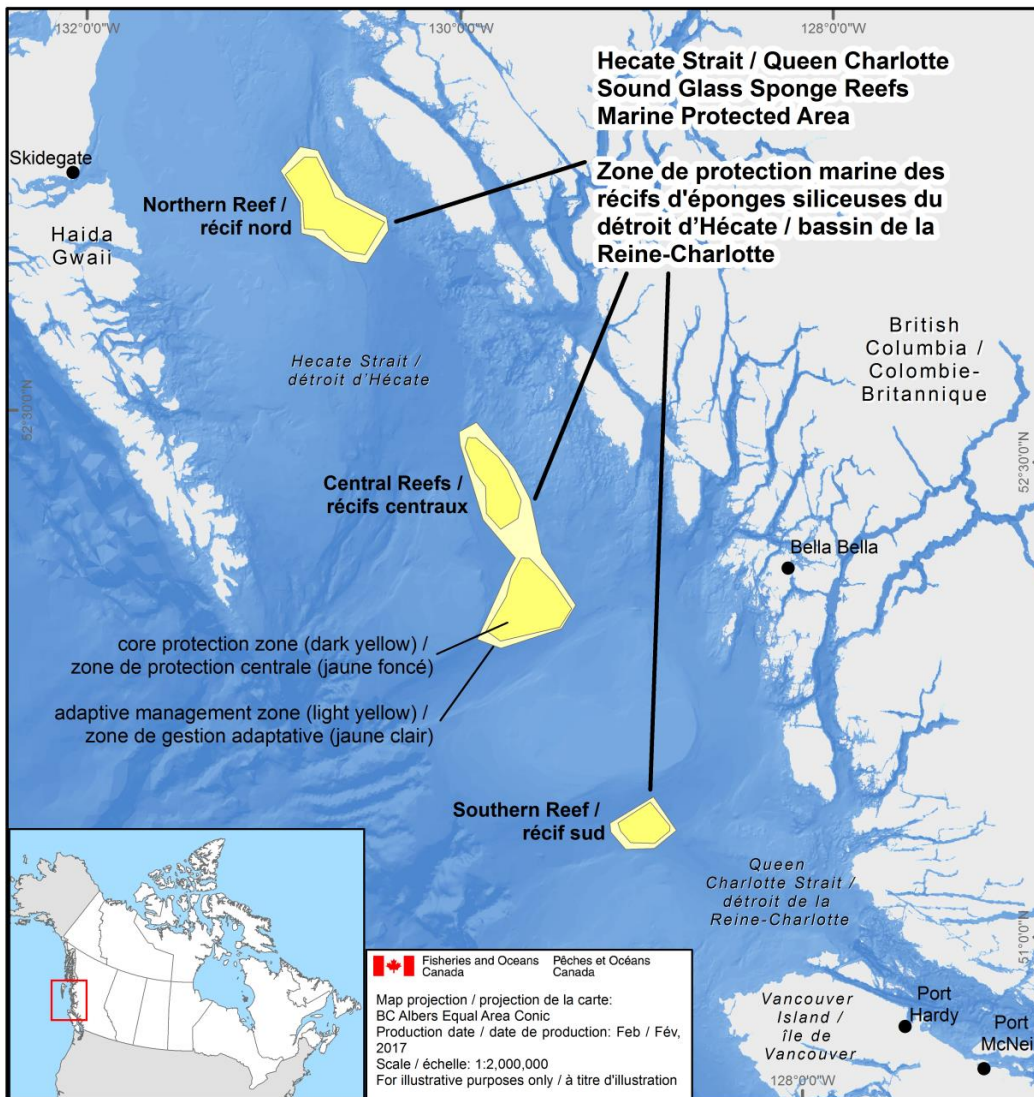 132°0'0"W
130°0'0"W
128°0'0"W
Hecate Strait / Queen Charlotte
Sound Glass Sponge Reefs
Marine Protected Area
Zone de protection marine des
récifs d'éponges siliceuses du
détroit d'Hécate / bassin de la
Reine-Charlotte
Skidegate
Northern Reef /
récif nord
Haida
Gwaii
British
Columbia /
Colombie-
Britannique
Hecate Strait /
détroit d'Hécate
52°30'0"N
52°30'0"N
Central Reefs /
récifs centraux
Bella Bella
core protection zone (dark yellow) /
zone de protection centrale (jaune foncé)
adaptive management zone (light yellow) /
zone de gestion adaptative (jaune clair)
Southern Reef /
récif sud
Queen
Charlotte Strait /
détroit de la
Reine-Charlotte
51°0'0"N
Fisheries and Oceans
Canada
Pêches et Océans
Canada
Map projection / projection de la carte:
BC Albers Equal Area Conic
Production date / date de production: Feb / Fév,
2017
Scale / échelle: 1:2,000,000
For illustrative purposes only / à titre d'illustration
Vancouver
Island /
île de
Vancouver
Port
Hardy
Port
McNei
128°0'0"W